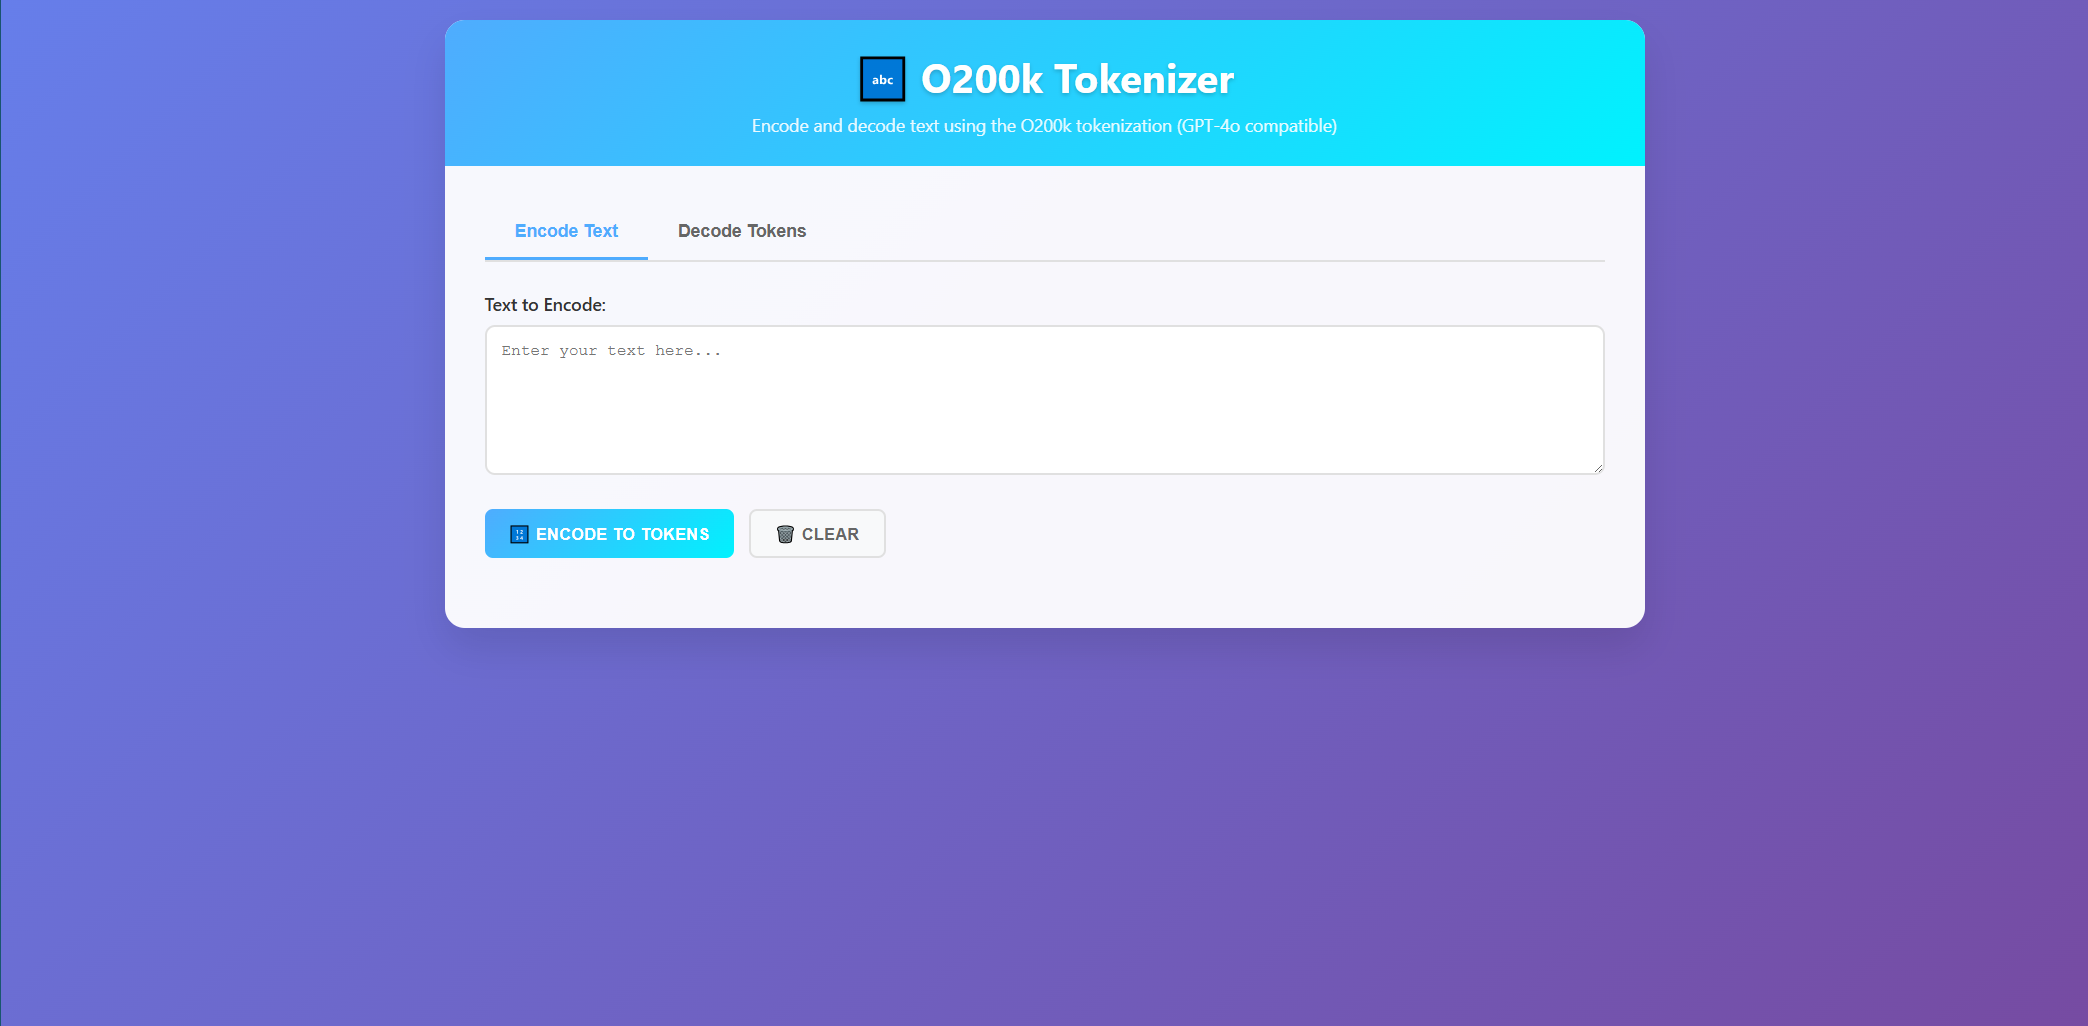 abc O200k Tokenizer
Encode and decode text using the O200k tokenization (GPT-4o compatible)
Encode Text Decode Tokens
Text to Encode:
Enter your text here...
1234 ENCODE TO TOKENS CLEAR